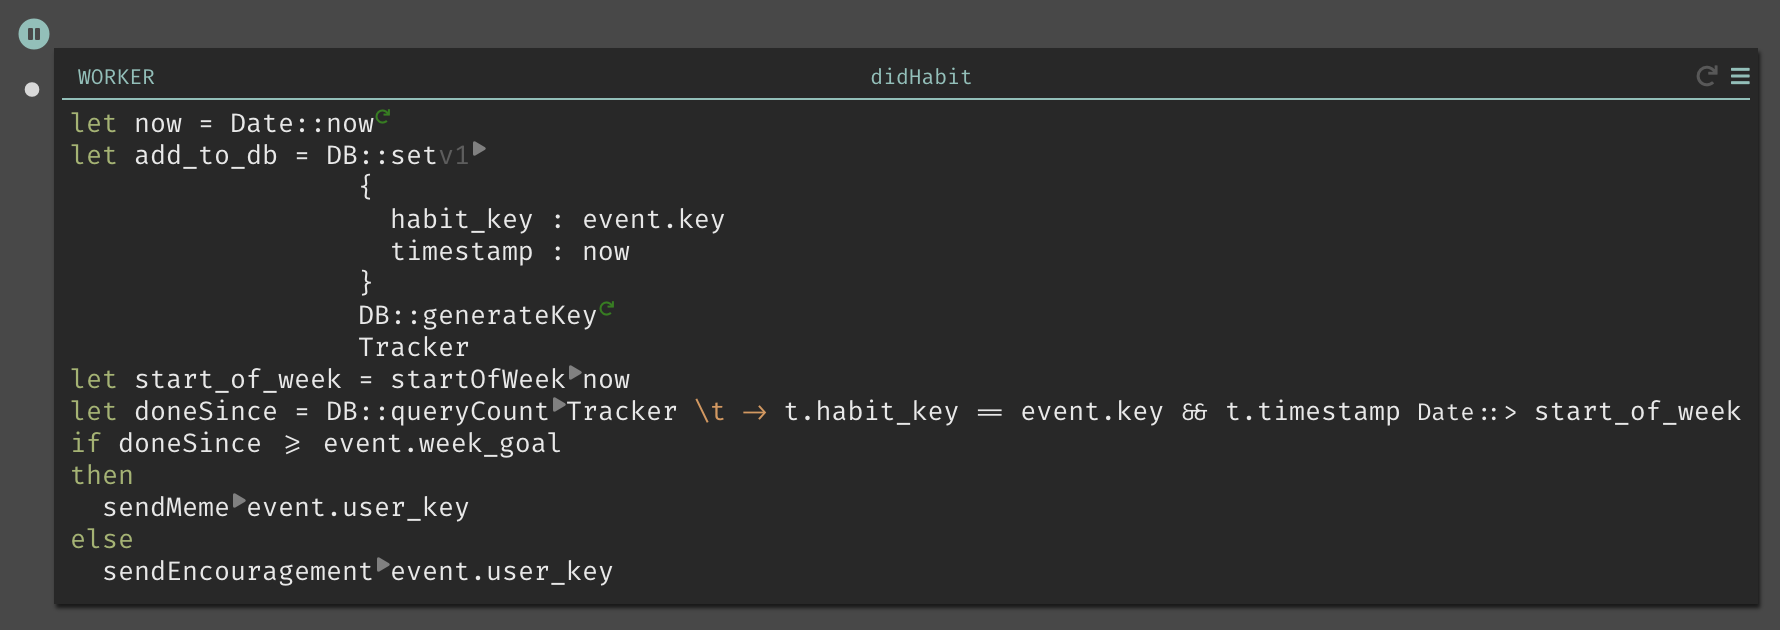 WORKER didHabit
let now = Date::now
let add_to_db = DB::setv1
{
habit_key : event.key
timestamp : now
}
DB::generateKey
Tracker
let start_of_week = startOfWeek now
let doneSince = DB::queryCount Tracker \t -> t.habit_key == event.key && t.timestamp Date::> start_of_week
if doneSince >= event.week_goal
then
sendMeme event.user_key
else
sendEncouragement event.user_key